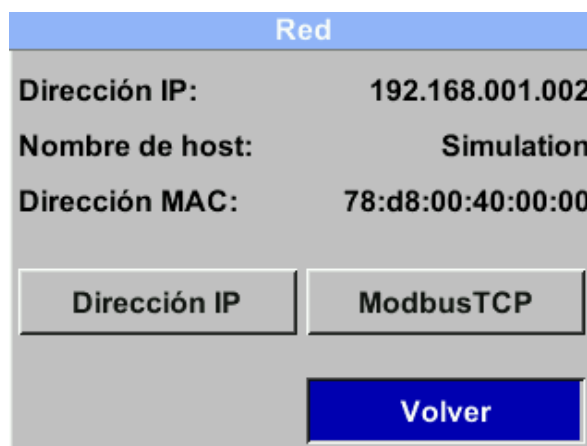 Red
Dirección IP: 192.168.001.002
Nombre de host: Simulation
Dirección MAC: 78:d8:00:40:00:00
Dirección IP ModbusTCP
Volver